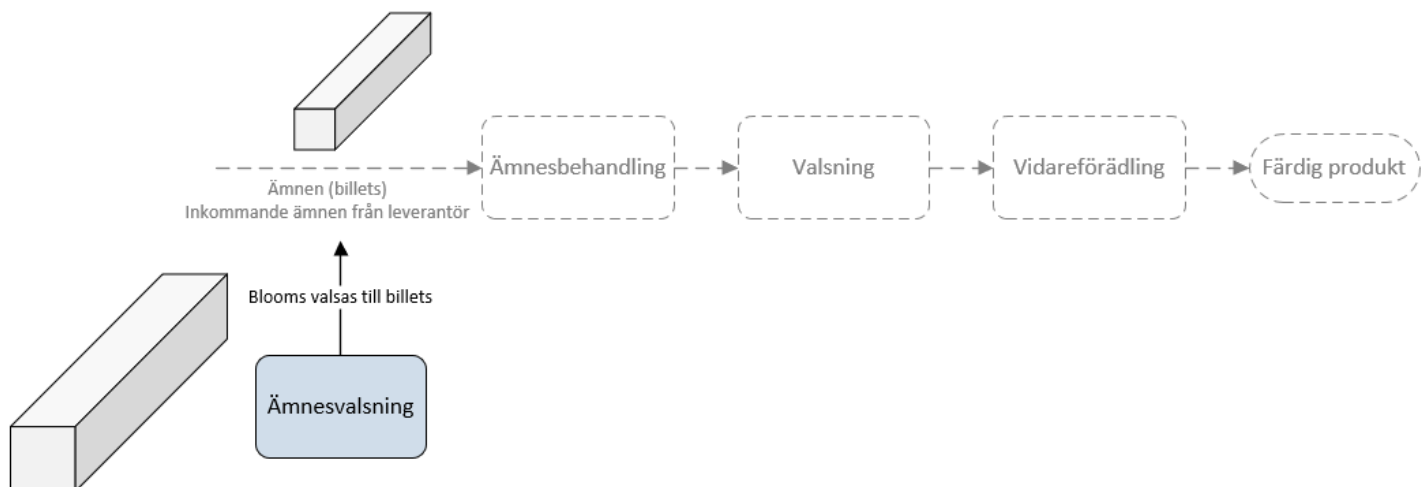 Ämnesbehandling
Valsning
Vidareförädling
Färdig produkt
Ämnen (billets)
Inkommande ämnen från leverantör
Blooms valsas till billets
Ämnesvalsning